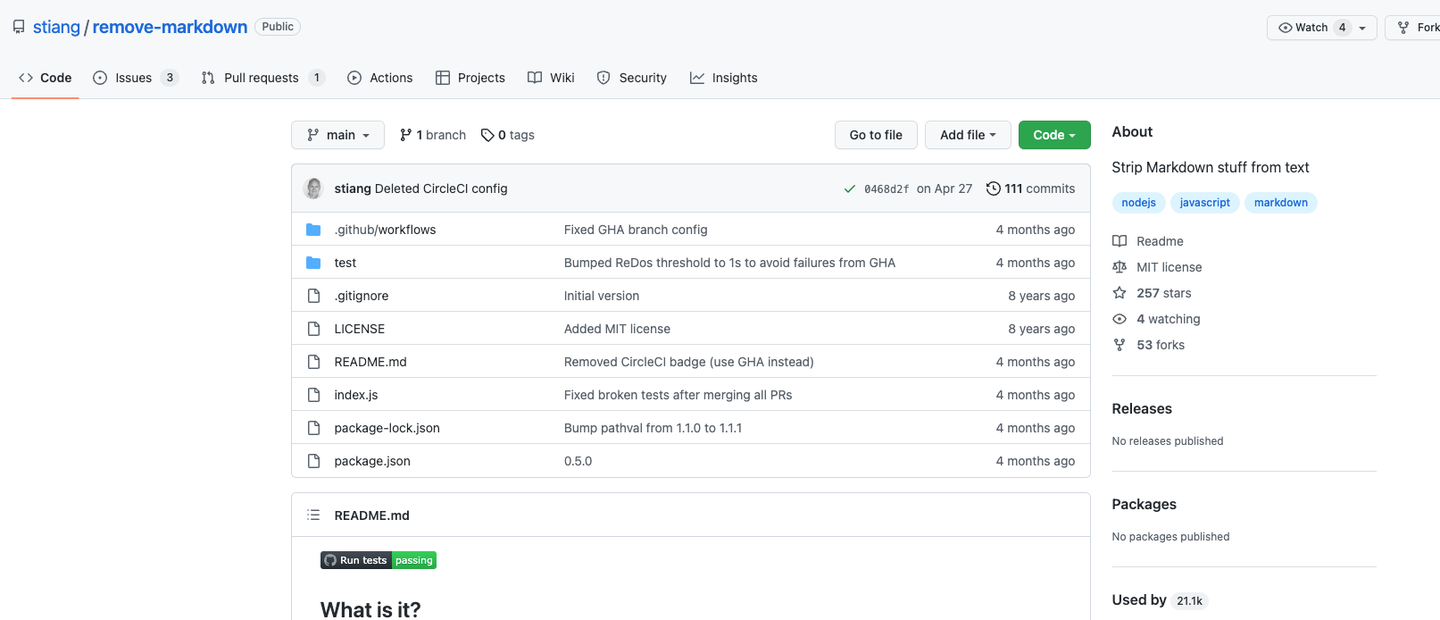 stiang / remove-markdown Public Watch 4 Fork
Code Issues 3 Pull requests 1 Actions Projects Wiki Security Insights
main 1 branch 0 tags Go to file Add file Code
stiang Deleted CircleCI config 0468d2f on Apr 27 111 commits
.github/workflows Fixed GHA branch config 4 months ago
test Bumped ReDos threshold to 1s to avoid failures from GHA 4 months ago
.gitignore Initial version 8 years ago
LICENSE Added MIT license 8 years ago
README.md Removed CircleCI badge (use GHA instead) 4 months ago
index.js Fixed broken tests after merging all PRs 4 months ago
package-lock.json Bump pathval from 1.1.0 to 1.1.1 4 months ago
package.json 0.5.0 4 months ago
README.md
Run tests passing
What is it?
About
Strip Markdown stuff from text
nodejs javascript markdown
Readme
MIT license
257 stars
4 watching
53 forks
Releases
No releases published
Packages
No packages published
Used by 21.1k